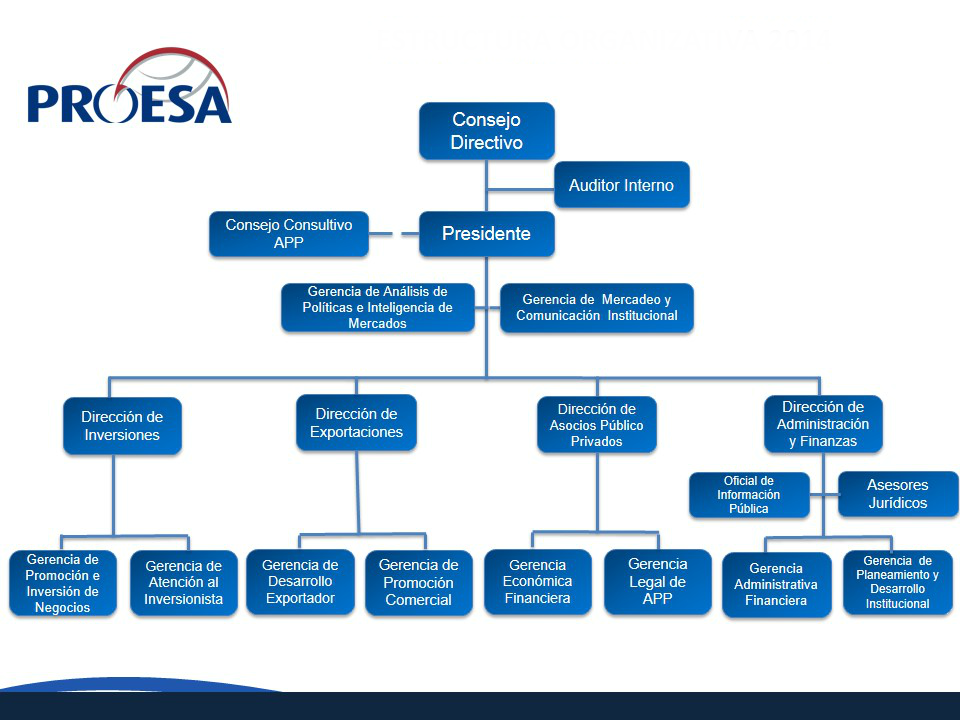 PROESA
Consejo
Directivo
Auditor Interno
Consejo Consultivo
APP
Presidente
Gerencia de Análisis de
Políticas e Inteligencia de
Mercados
Gerencia de Mercadeo y
Comunicación Institucional
Dirección de
Inversiones
Dirección de
Exportaciones
Dirección de
Asocios Público
Privados
Dirección de
Administración
y Finanzas
Oficial de
Información
Pública
Asesores
Jurídicos
Gerencia de
Promoción e
Inversión de
Negocios
Gerencia de
Atención al
Inversionista
Gerencia de
Desarrollo
Exportador
Gerencia de
Promoción
Comercial
Gerencia
Económica
Financiera
Gerencia
Legal de
APP
Gerencia
Administrativa
Financiera
Gerencia de
Planeamiento y
Desarrollo
Institucional